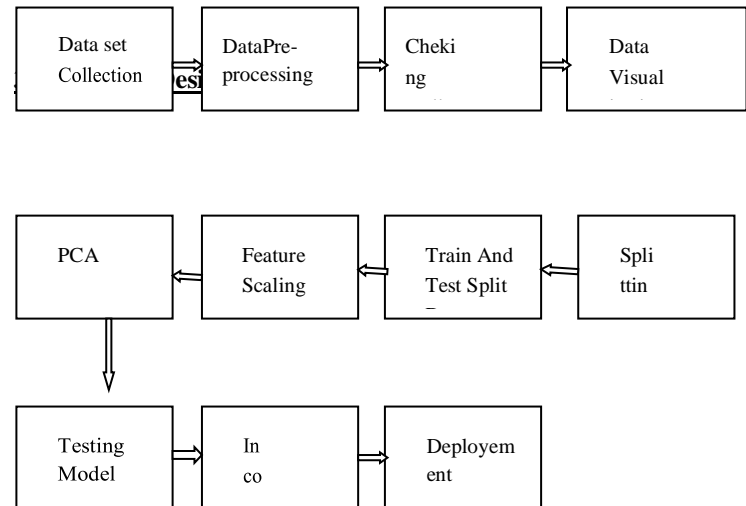 Data set
Collection
DataPre-
processing
Cheki
ng
Data
Visual
Desi
PCA
Feature
Scaling
Train And
Test Split
Spli
ttin
Testing
Model
In
co
Deployem
ent